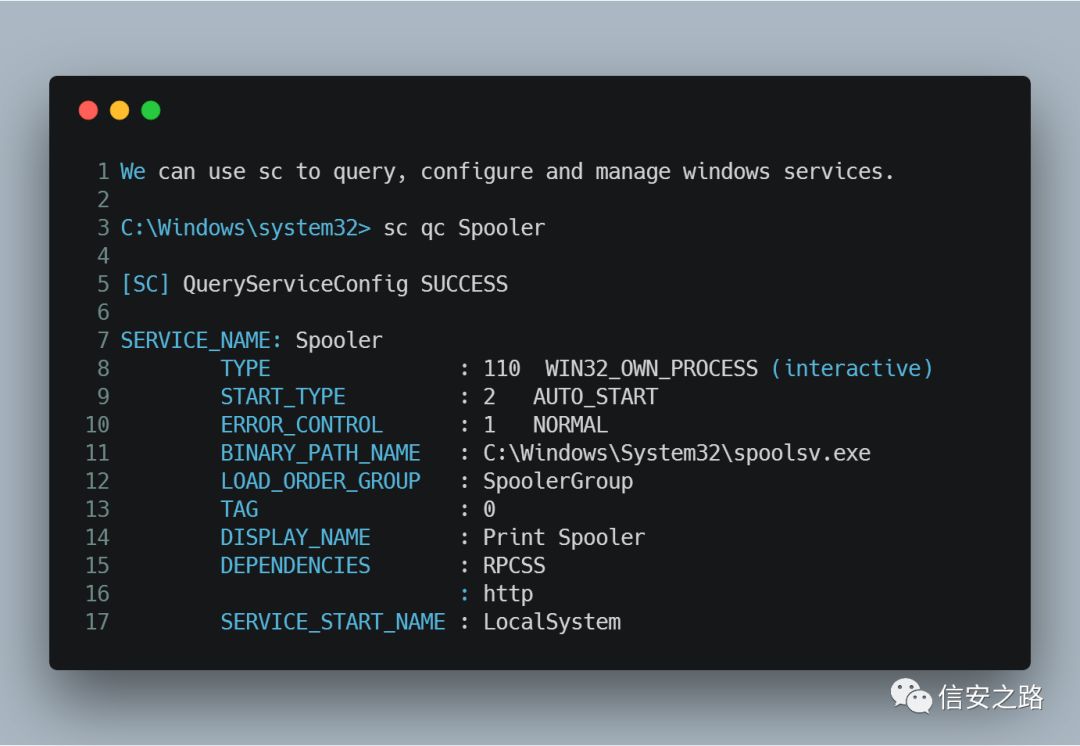 1 We can use sc to query, configure and manage windows services.
2
3 C:\Windows\system32> sc qc Spooler
4
5 [SC] QueryServiceConfig SUCCESS
6
7 SERVICE_NAME: Spooler
8         TYPE               : 110  WIN32_OWN_PROCESS (interactive)
9         START_TYPE         : 2   AUTO_START
10         ERROR_CONTROL      : 1   NORMAL
11         BINARY_PATH_NAME   : C:\Windows\System32\spoolsv.exe
12         LOAD_ORDER_GROUP   : SpoolerGroup
13         TAG                : 0
14         DISPLAY_NAME       : Print Spooler
15         DEPENDENCIES       : RPCSS
16                            : http
17         SERVICE_START_NAME : LocalSystem
信安之路